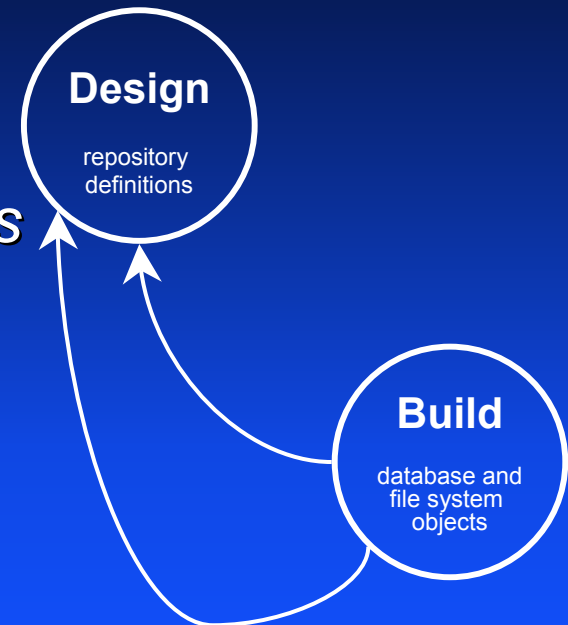 Design
repository
definitions
s
Build
database and
file system
objects